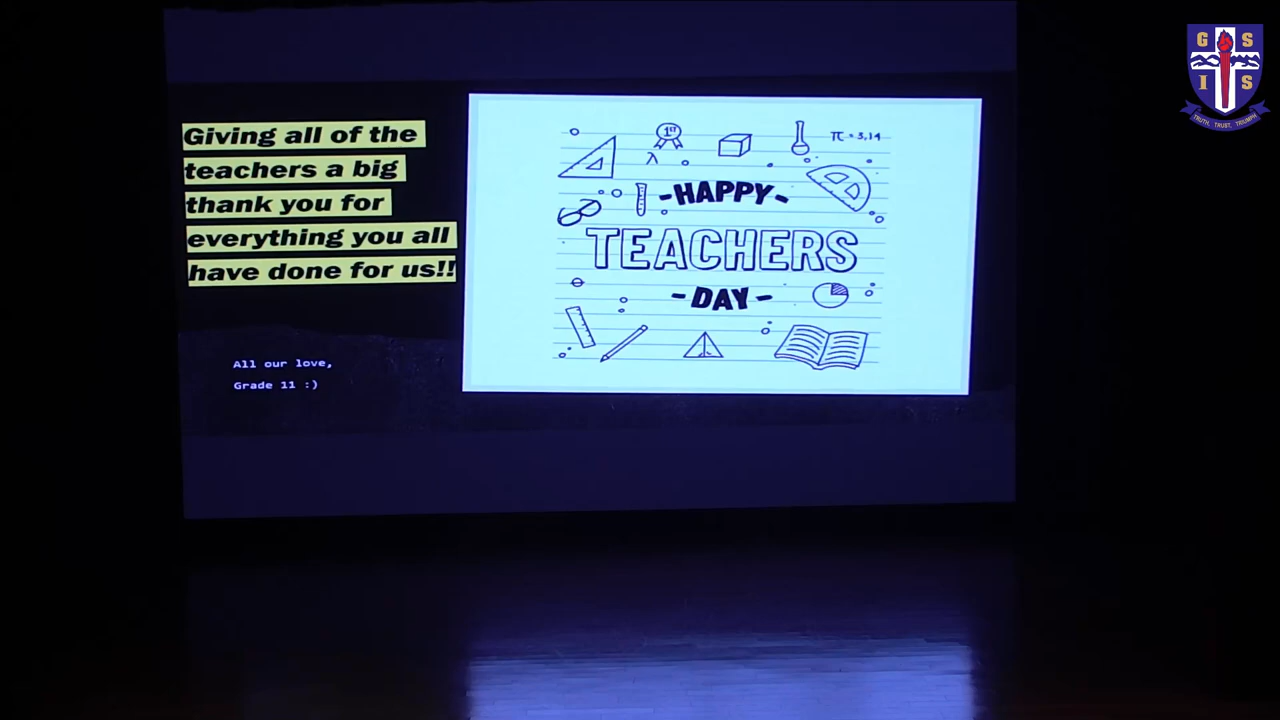 Giving all of the
teachers a big
thank you for
everything you all
have done for us!!
All our love,
Grade 11 :)
1st
λ
π = 3,14
-HAPPY-
TEACHERS
-DAY-
G S
I S
TRUTH, TRUST, TRIUMPH